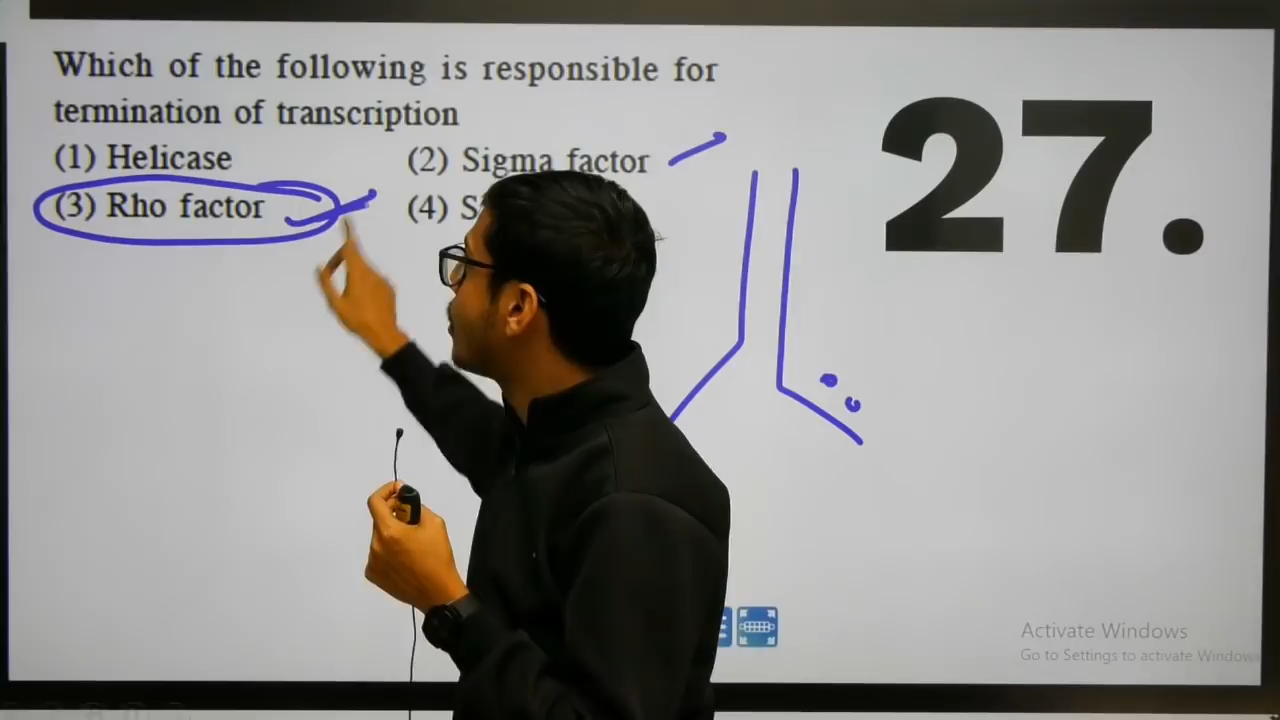 Which of the following is responsible for
termination of transcription
(1) Helicase (2) Sigma factor
(3) Rho factor (4)
27.
Activate Windows
Go to Settings to activate Windows